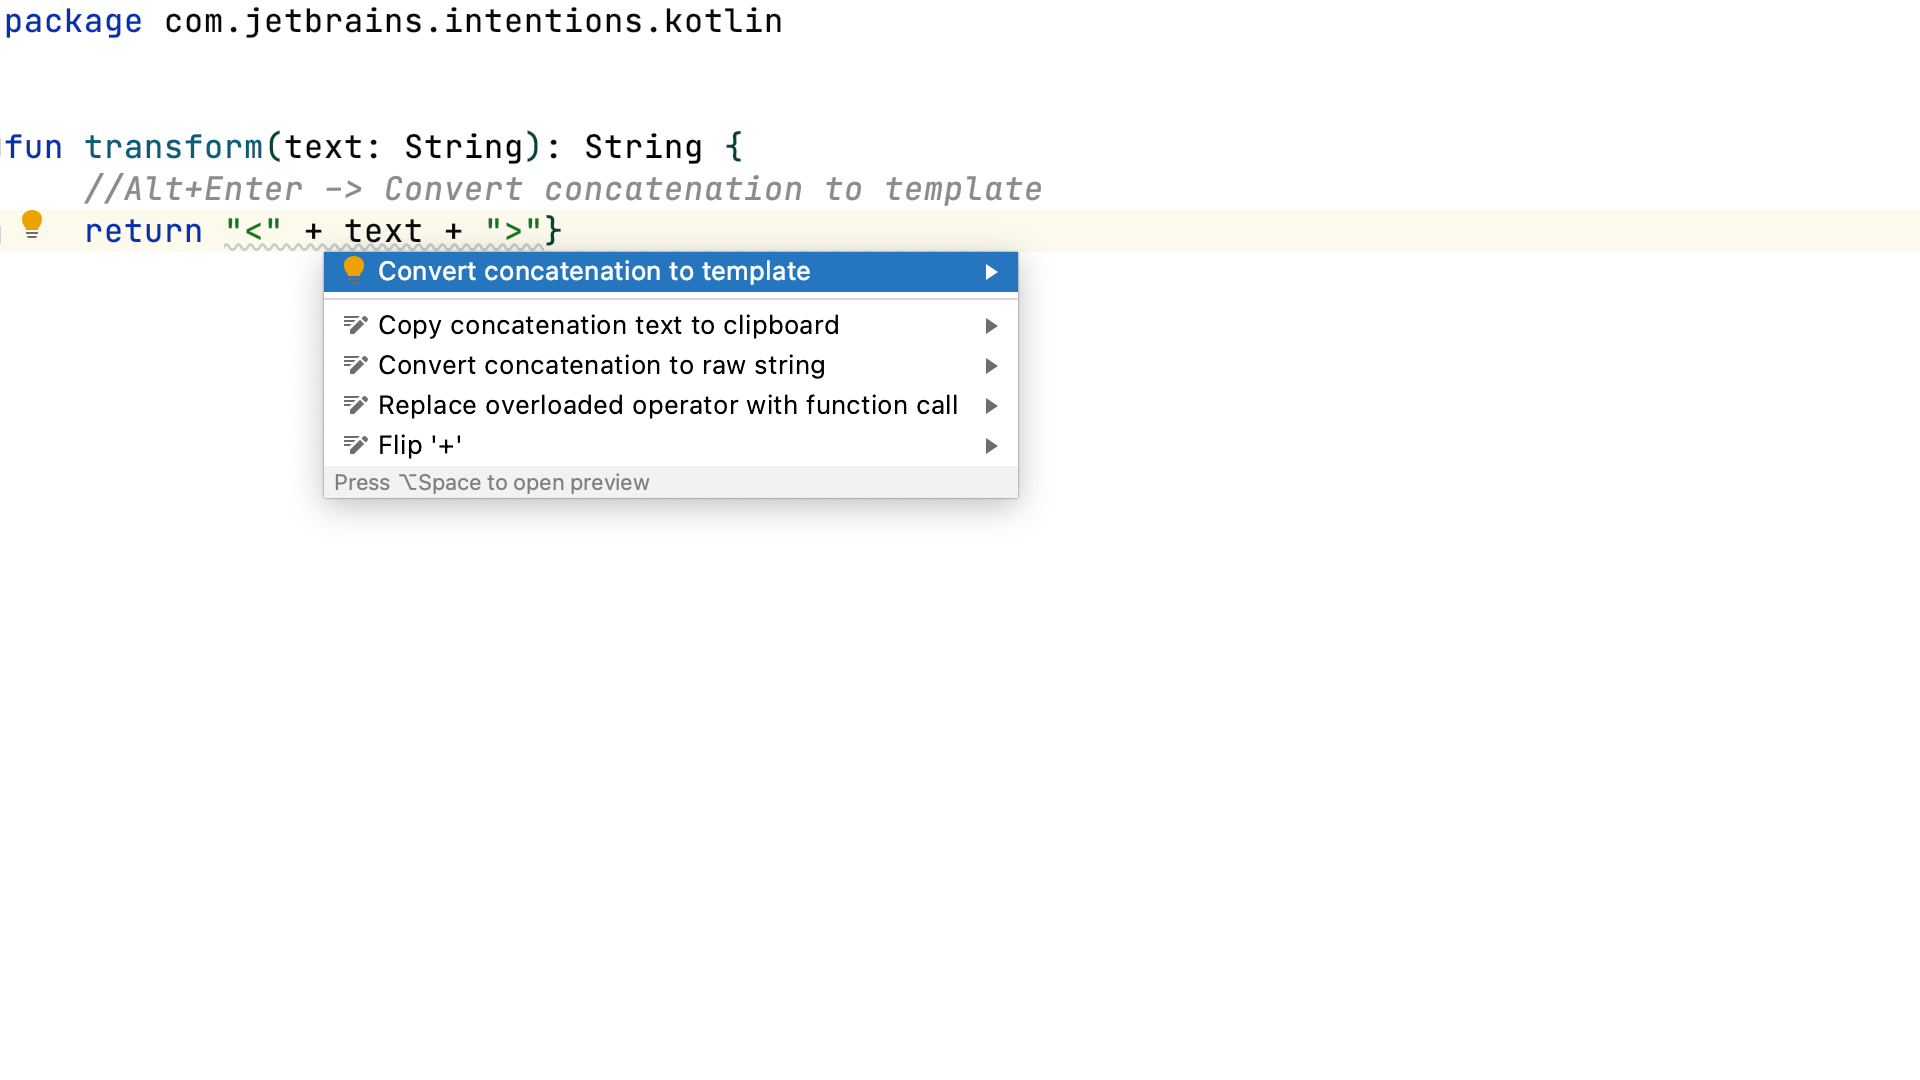 package com.jetbrains.intentions.kotlin
fun transform(text: String): String {
//Alt+Enter -> Convert concatenation to template
return "<" + text + ">"}
Convert concatenation to template
Copy concatenation text to clipboard
Convert concatenation to raw string
Replace overloaded operator with function call
Flip '+'
Press ⌥Space to open preview